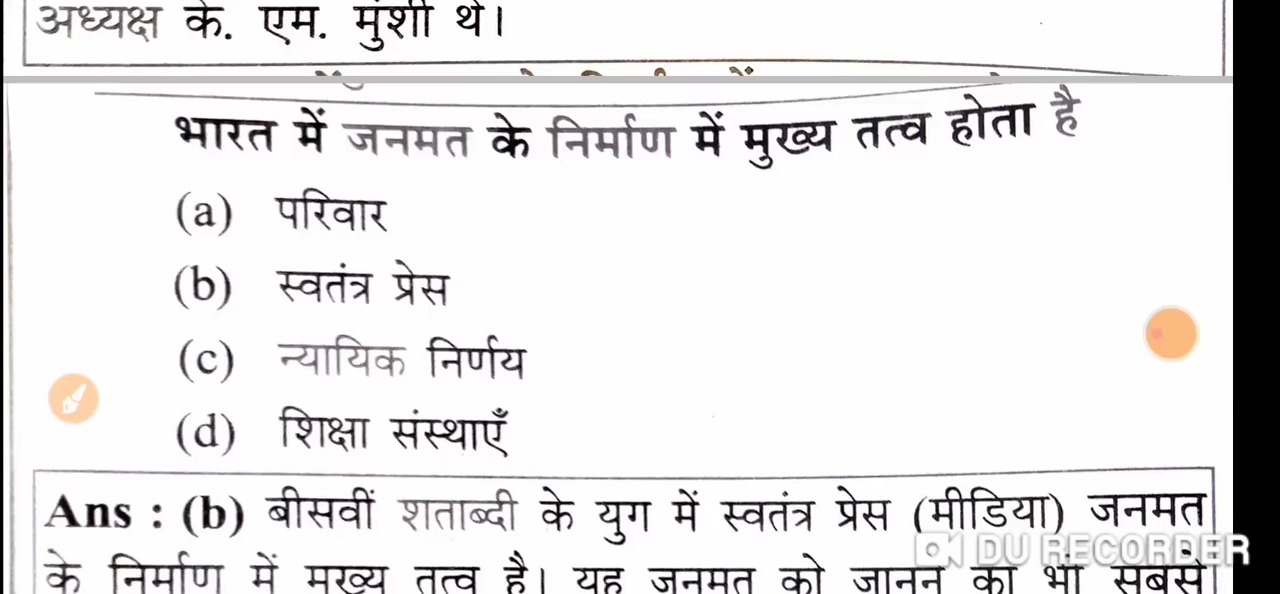 अध्यक्ष के. एम. मुंशी थे।
भारत में जनमत के निर्माण में मुख्य तत्व होता है
(a) परिवार
(b) स्वतंत्र प्रेस
(c) न्यायिक निर्णय
(d) शिक्षा संस्थाएँ
Ans : (b) बीसवीं शताब्दी के युग में स्वतंत्र प्रेस (मीडिया) जनमत
के निर्माण में मुख्य तत्व है। यह जनमत को जानने का भी सबसे
DU RECORDER